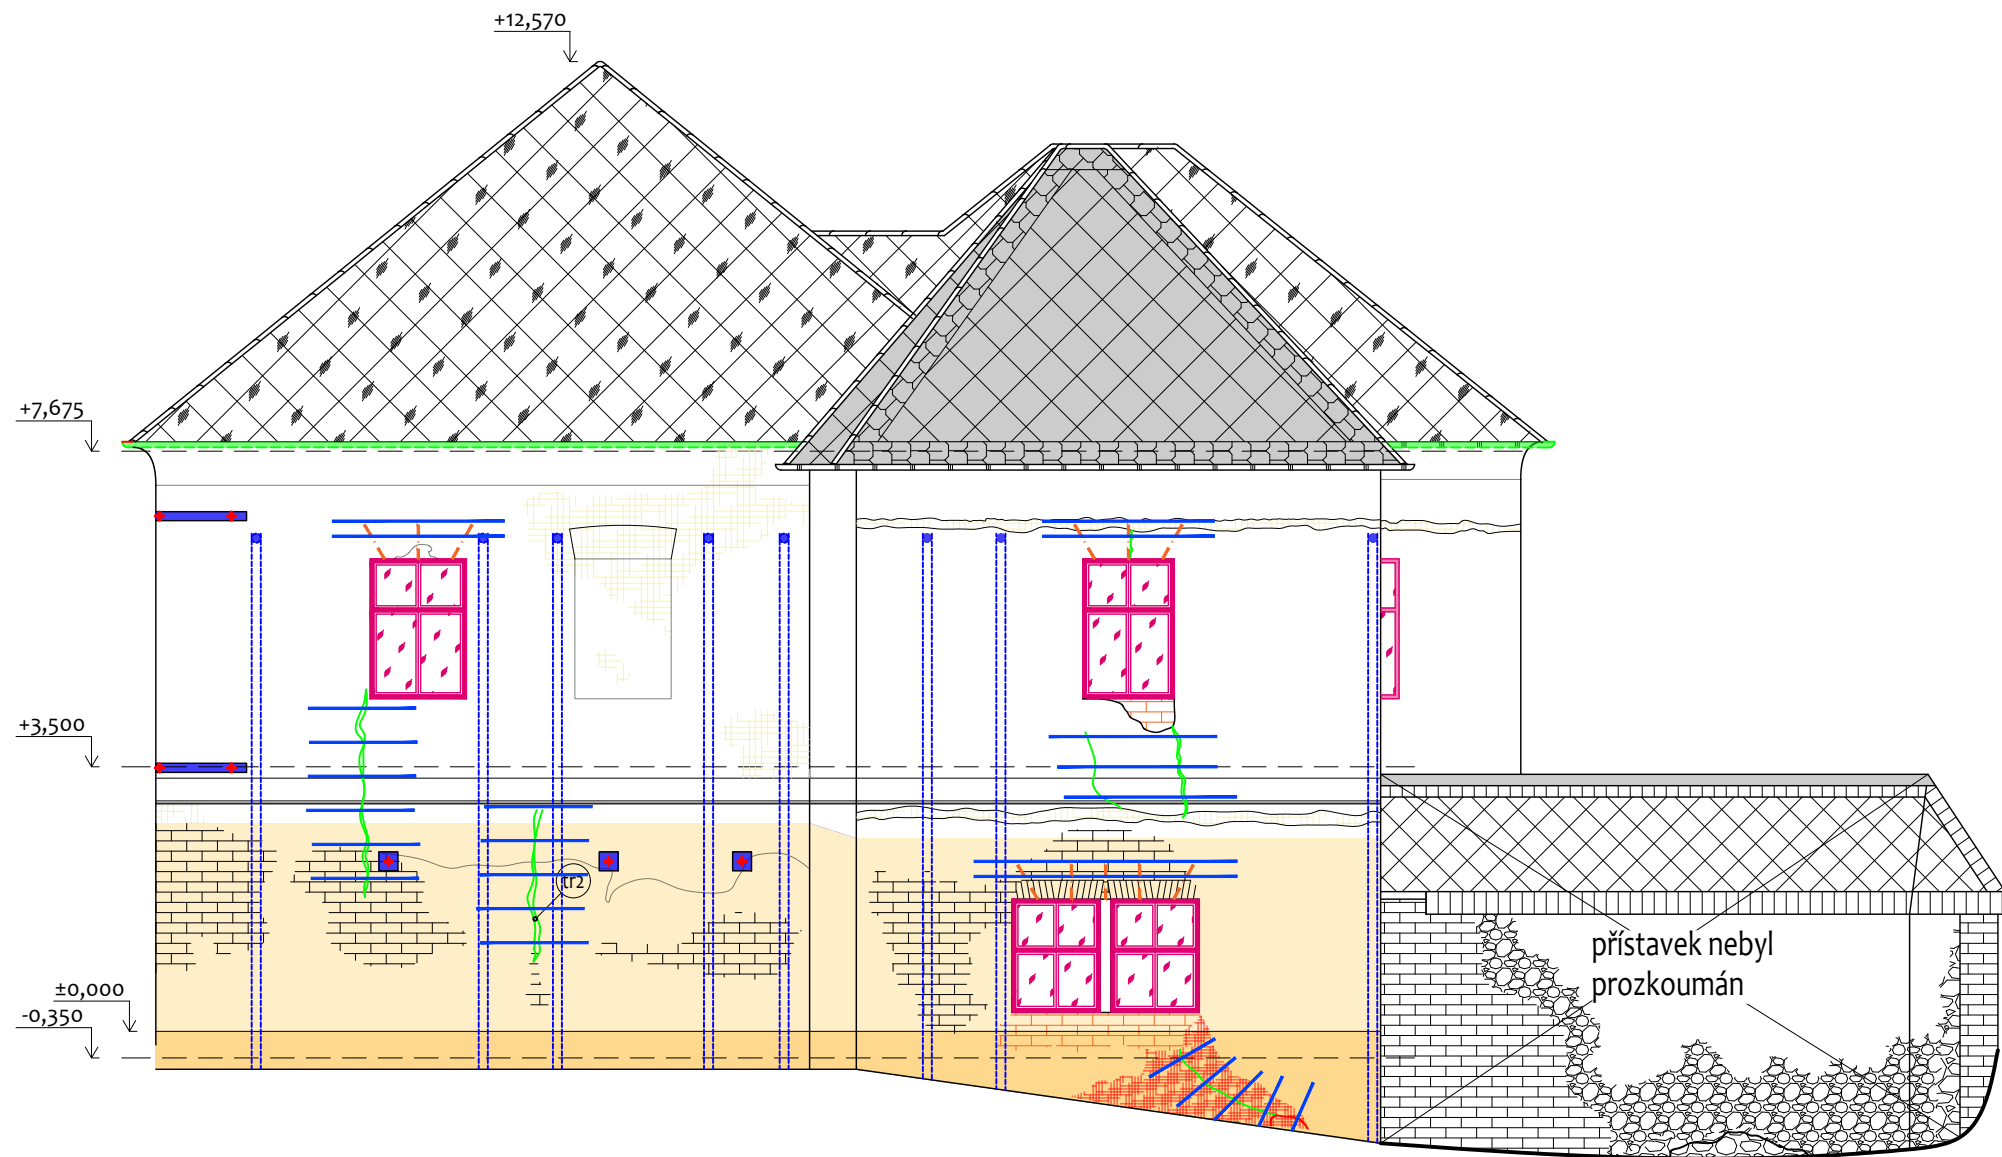 +12,570
+7,675
+3,500
tr2
přístavek nebyl
prozkoumán
±0,000
-0,350